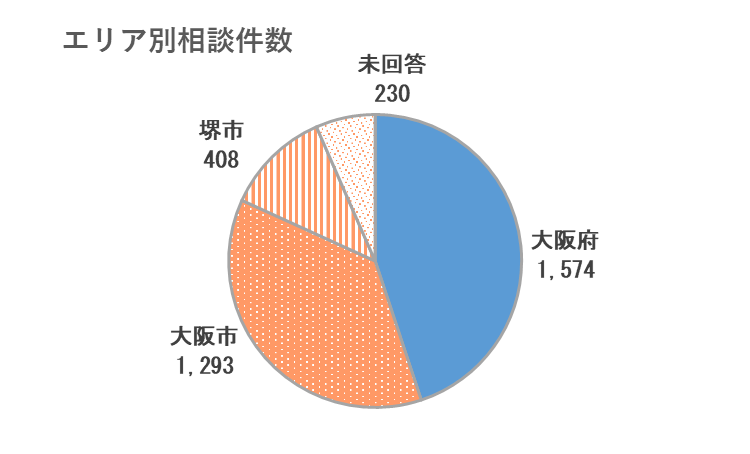 エリア別相談件数
未回答
230
堺市
408
大阪府
1,574
大阪市
1,293